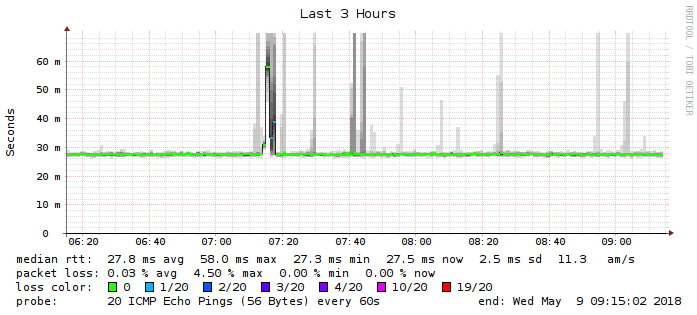 Last 3 Hours
RRDTOOL / TOBI OETIKER
Seconds
60 m
50 m
40 m
30 m
20 m
10 m
0
06:20 06:40 07:00 07:20 07:40 08:00 08:20 08:40 09:00
median rtt: 27.8 ms avg 58.0 ms max 27.3 ms min 27.5 ms now 2.5 ms sd 11.3 am/s
packet loss: 0.03 % avg 4.50 % max 0.00 % min 0.00 % now
loss color: 0 1/20 2/20 3/20 4/20 10/20 19/20
probe: 20 ICMP Echo Pings (56 Bytes) every 60s end: Wed May 9 09:15:02 2018